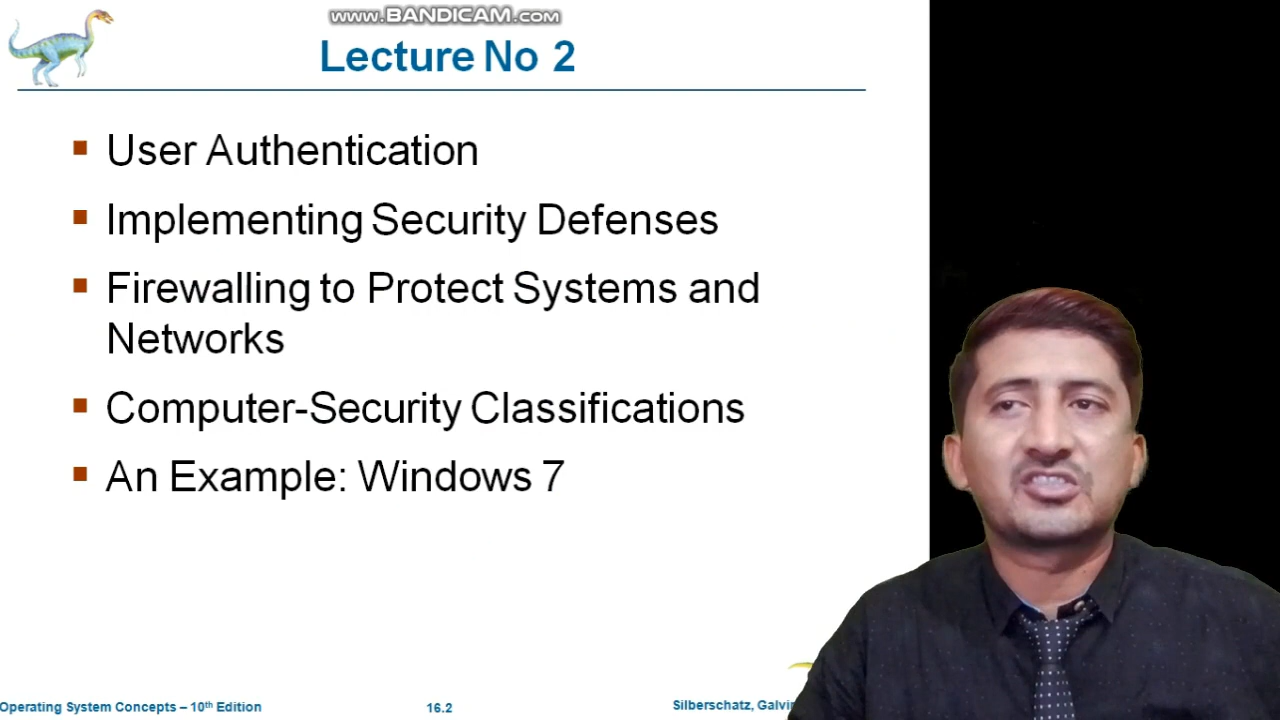 www.BANDICAM.com
Lecture No 2
User Authentication
Implementing Security Defenses
Firewalling to Protect Systems and
Networks
Computer-Security Classifications
An Example: Windows 7
Operating System Concepts – 10th Edition
16.2
Silberschatz,